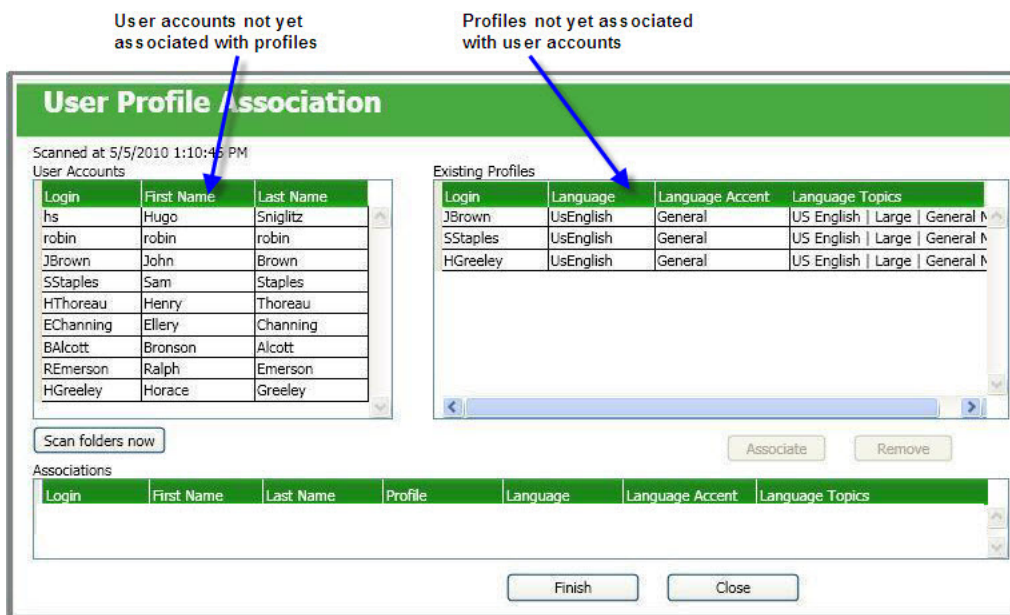 User accounts not yet
associated with profiles
Profiles not yet associated
with user accounts
User Profile Association
Scanned at 5/5/2010 1:10:45 PM
User Accounts
Login First Name Last Name
hs Hugo Sniglitz
robin robin robin
JBrown John Brown
SStaples Sam Staples
HThoreau Henry Thoreau
EChanning Ellery Channing
BAlcott Bronson Alcott
REmerson Ralph Emerson
HGreeley Horace Greeley
Existing Profiles
Login Language Language Accent Language Topics
JBrown UsEnglish General US English | Large | General M
SStaples UsEnglish General US English | Large | General M
HGreeley UsEnglish General US English | Large | General M
Scan folders now
Associate Remove
Associations
Login First Name Last Name Profile Language Language Accent Language Topics
Finish Close